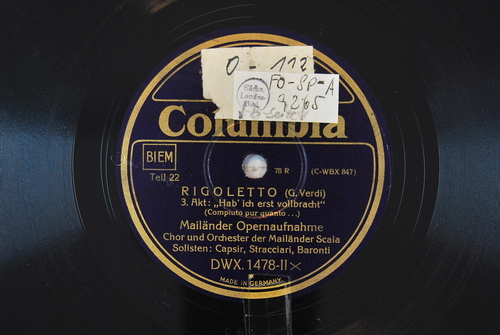 O - 112
FO-SP-A
9265
Columbia
BIEM
Teil 22
78 R
(C-WBX 847)
RIGOLETTO (G. Verdi)
3. Akt: „Hab' ich erst vollbracht"
(Compiuto pur quanto ...)
Mailänder Opernaufnahme
Chor und Orchester der Mailänder Scala
Solisten: Capsir, Stracciari, Baronti
DWX. 1478-II
MADE IN GERMANY